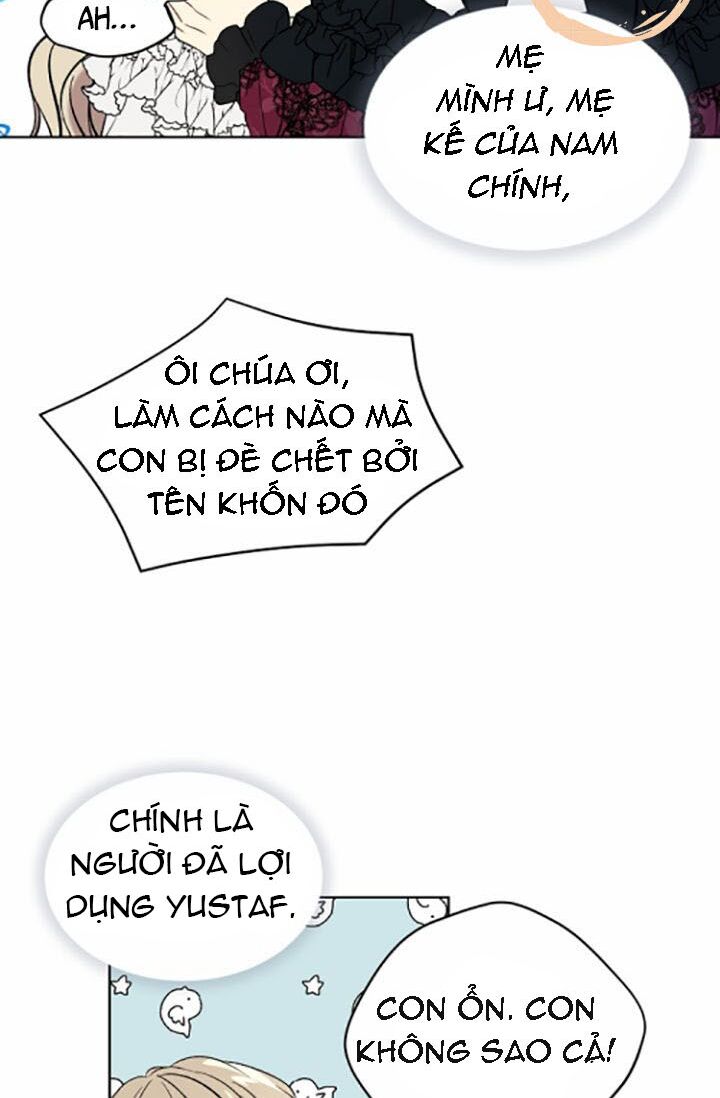 AH...
MẸ
MÌNH Ư, MẸ
KẾ CỦA NAM
CHÍNH,
ÔI CHÚA ƠI,
LÀM CÁCH NÀO MÀ
CON BỊ ĐÈ CHẾT BỞI
TÊN KHỐN ĐÓ
CHÍNH LÀ
NGƯỜI ĐÃ LỢI
DỤNG YUSTAF.
CON ỔN. CON
KHÔNG SAO CẢ!